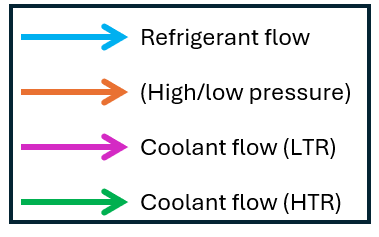 Refrigerant flow
(High/low pressure)
Coolant flow (LTR)
Coolant flow (HTR)